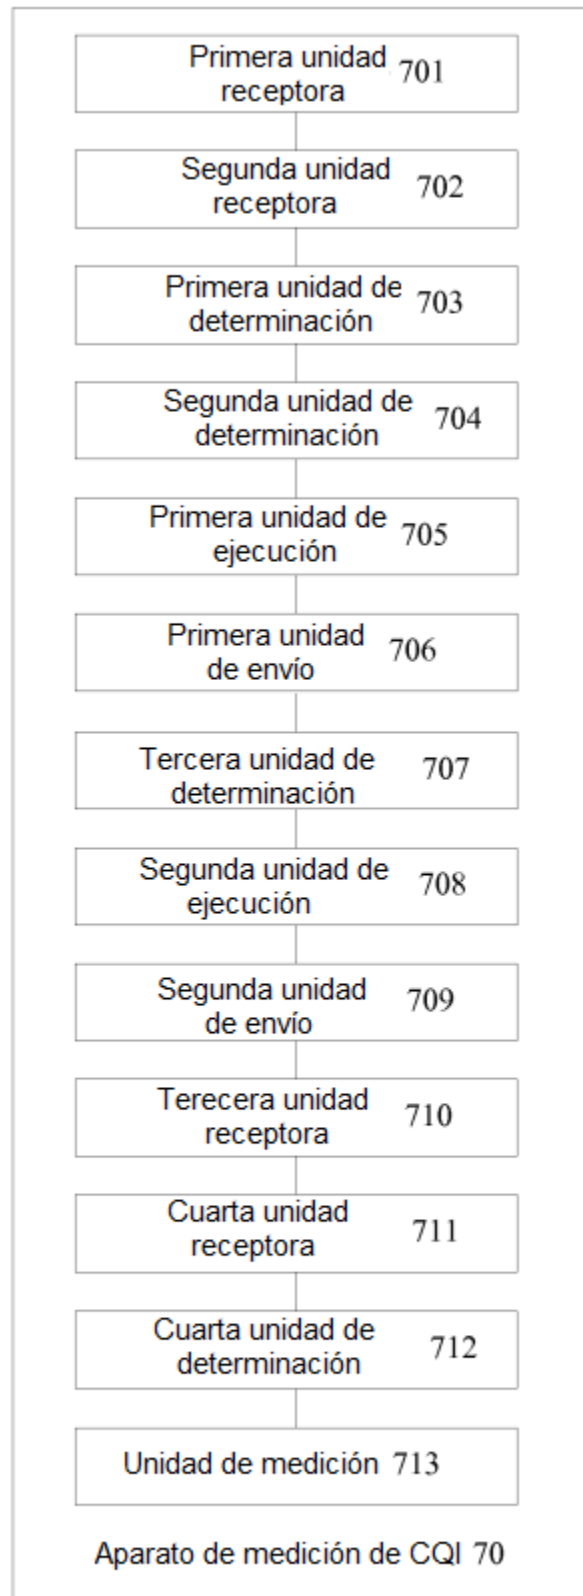 Primera unidad
receptora 701
Segunda unidad
receptora 702
Primera unidad de
determinación 703
Segunda unidad de
determinación 704
Primera unidad de
ejecución 705
Primera unidad
de envío 706
Tercera unidad de
determinación 707
Segunda unidad de
ejecución 708
Segunda unidad
de envío 709
Terecera unidad
receptora 710
Cuarta unidad
receptora 711
Cuarta unidad de
determinación 712
Unidad de medición 713
Aparato de medición de CQI 70